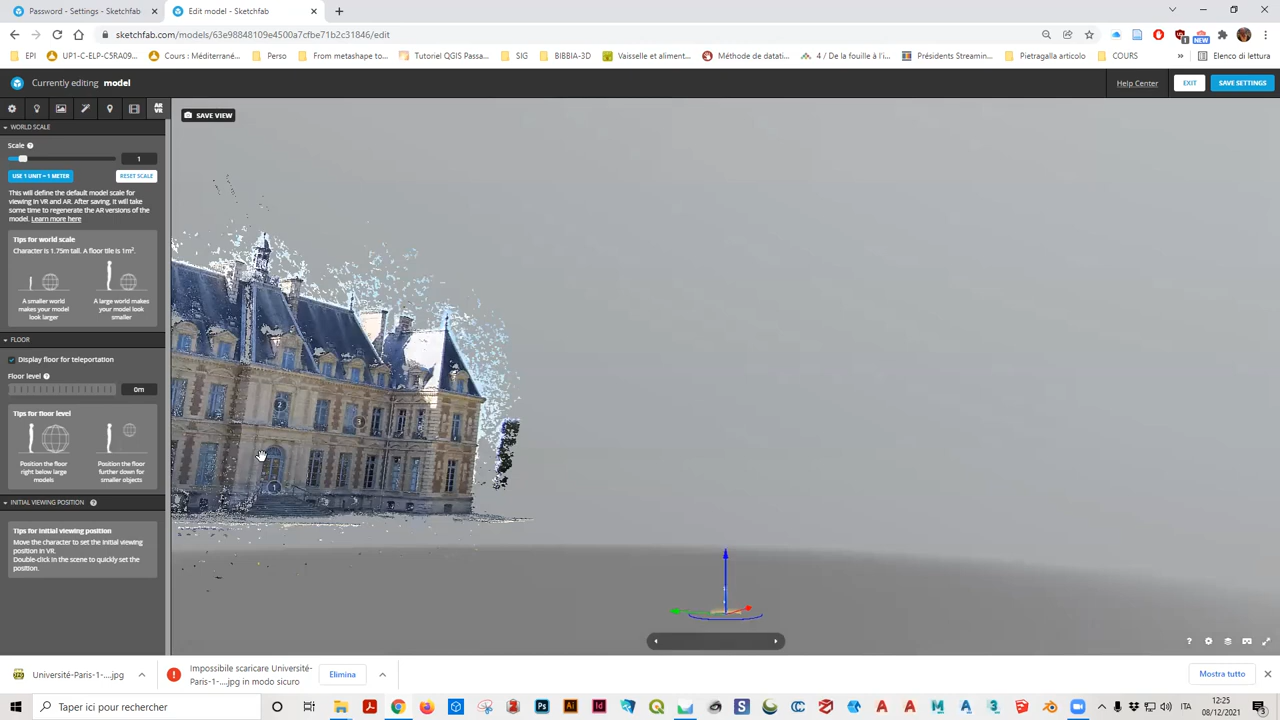 Password - Settings - Sketchfab
Edit model - Sketchfab
sketchfab.com/models/63e98848109e4500a7cfbe71b2c31846/edit
EPI
UP1-C-ELP-C5RA09...
Cours : Méditerrané...
Perso
From metashape to...
Tutoriel QGIS Passa...
SIG
BIBBIA-3D
Vaisselle et aliment...
Méthode de datati...
4 / De la fouille à l'i...
Présidents Streamin...
Pietragalla articolo
COURS
Elenco di lettura
Currently editing model
Help Center
EXIT
SAVE SETTINGS
AR
VR
SAVE VIEW
WORLD SCALE
Scale
1
USE 1 UNIT = 1 METER
RESET SCALE
This will define the default model scale for
viewing in VR and AR. After saving, it will take
some time to regenerate the AR versions of the
model. Learn more here
Tips for world scale
Character is 1.75m tall. A floor tile is 1m².
A smaller world
makes your model
look larger
A large world makes
your model look
smaller
FLOOR
Display floor for teleportation
Floor level
0m
Tips for floor level
Position the floor
right below large
models
Position the floor
further down for
smaller objects
INITIAL VIEWING POSITION
Tips for initial viewing position
Move the character to set the initial viewing
position in VR.
Double-click in the scene to quickly set the
position.
2
3
1
Université-Paris-1-....jpg
Impossibile scaricare Université-
Paris-1-....jpg in modo sicuro
Elimina
Mostra tutto
Taper ici pour rechercher
ITA
12:25
08/12/2021